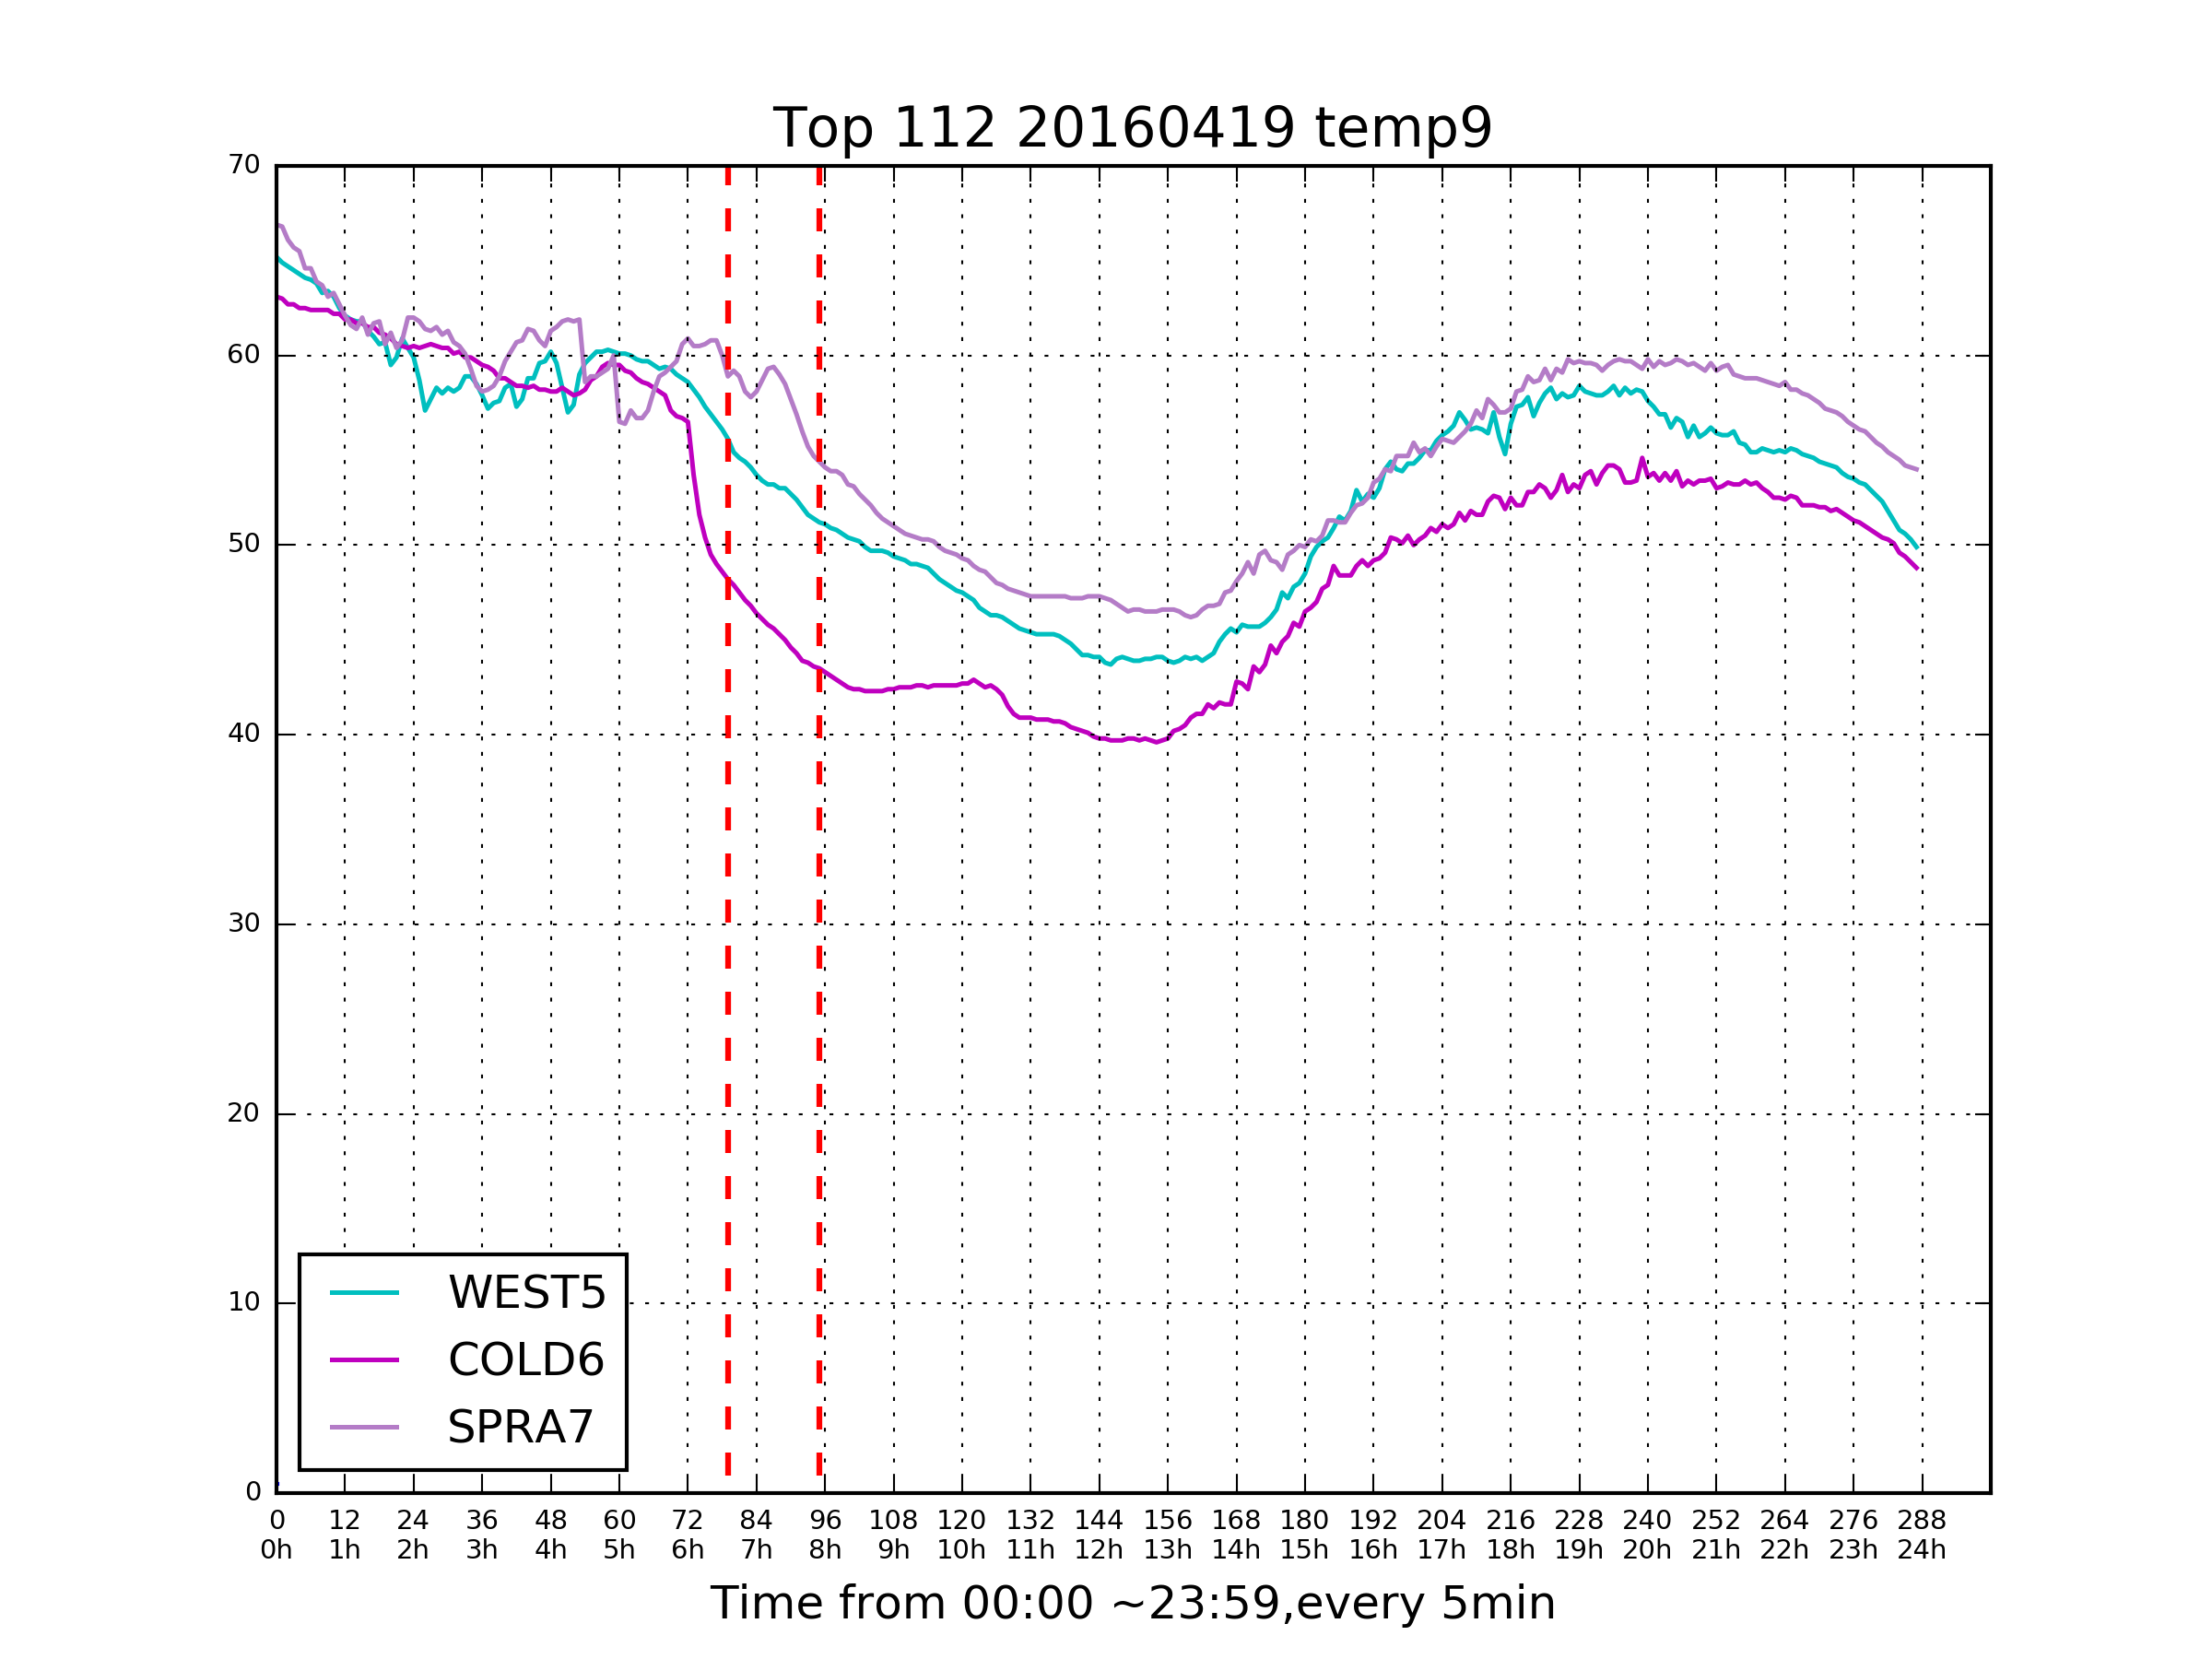 Top 112 20160419 temp9
70
60
50
40
30
20
10
0
WEST5
COLD6
SPRA7
0 12 24 36 48 60 72 84 96 108 120 132 144 156 168 180 192 204 216 228 240 252 264 276 288
0h 1h 2h 3h 4h 5h 6h 7h 8h 9h 10h 11h 12h 13h 14h 15h 16h 17h 18h 19h 20h 21h 22h 23h 24h
Time from 00:00 ~23:59,every 5min